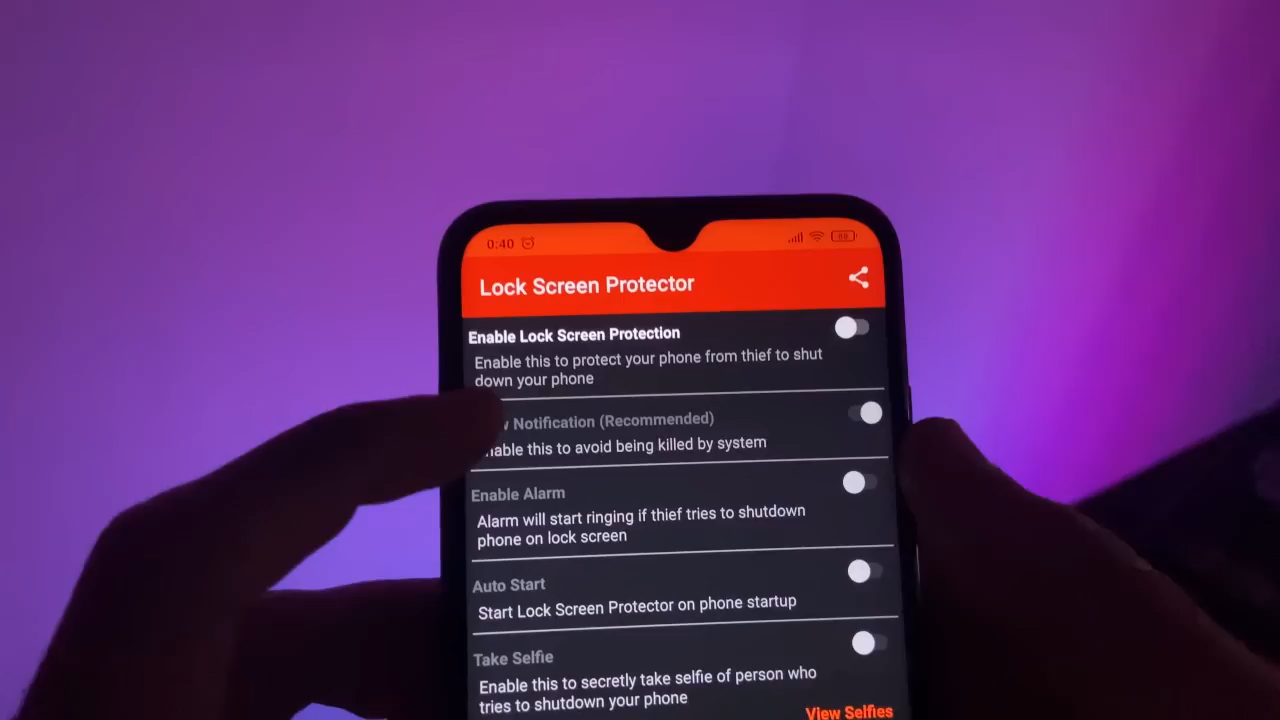 0:40
89
Lock Screen Protector
Enable Lock Screen Protection
Enable this to protect your phone from thief to shut
down your phone
Notification (Recommended)
this to avoid being killed by system
Enable Alarm
Alarm will start ringing if thief tries to shutdown
phone on lock screen
Auto Start
Start Lock Screen Protector on phone startup
Take Selfie
Enable this to secretly take selfie of person who
tries to shutdown your phone
View Selfies